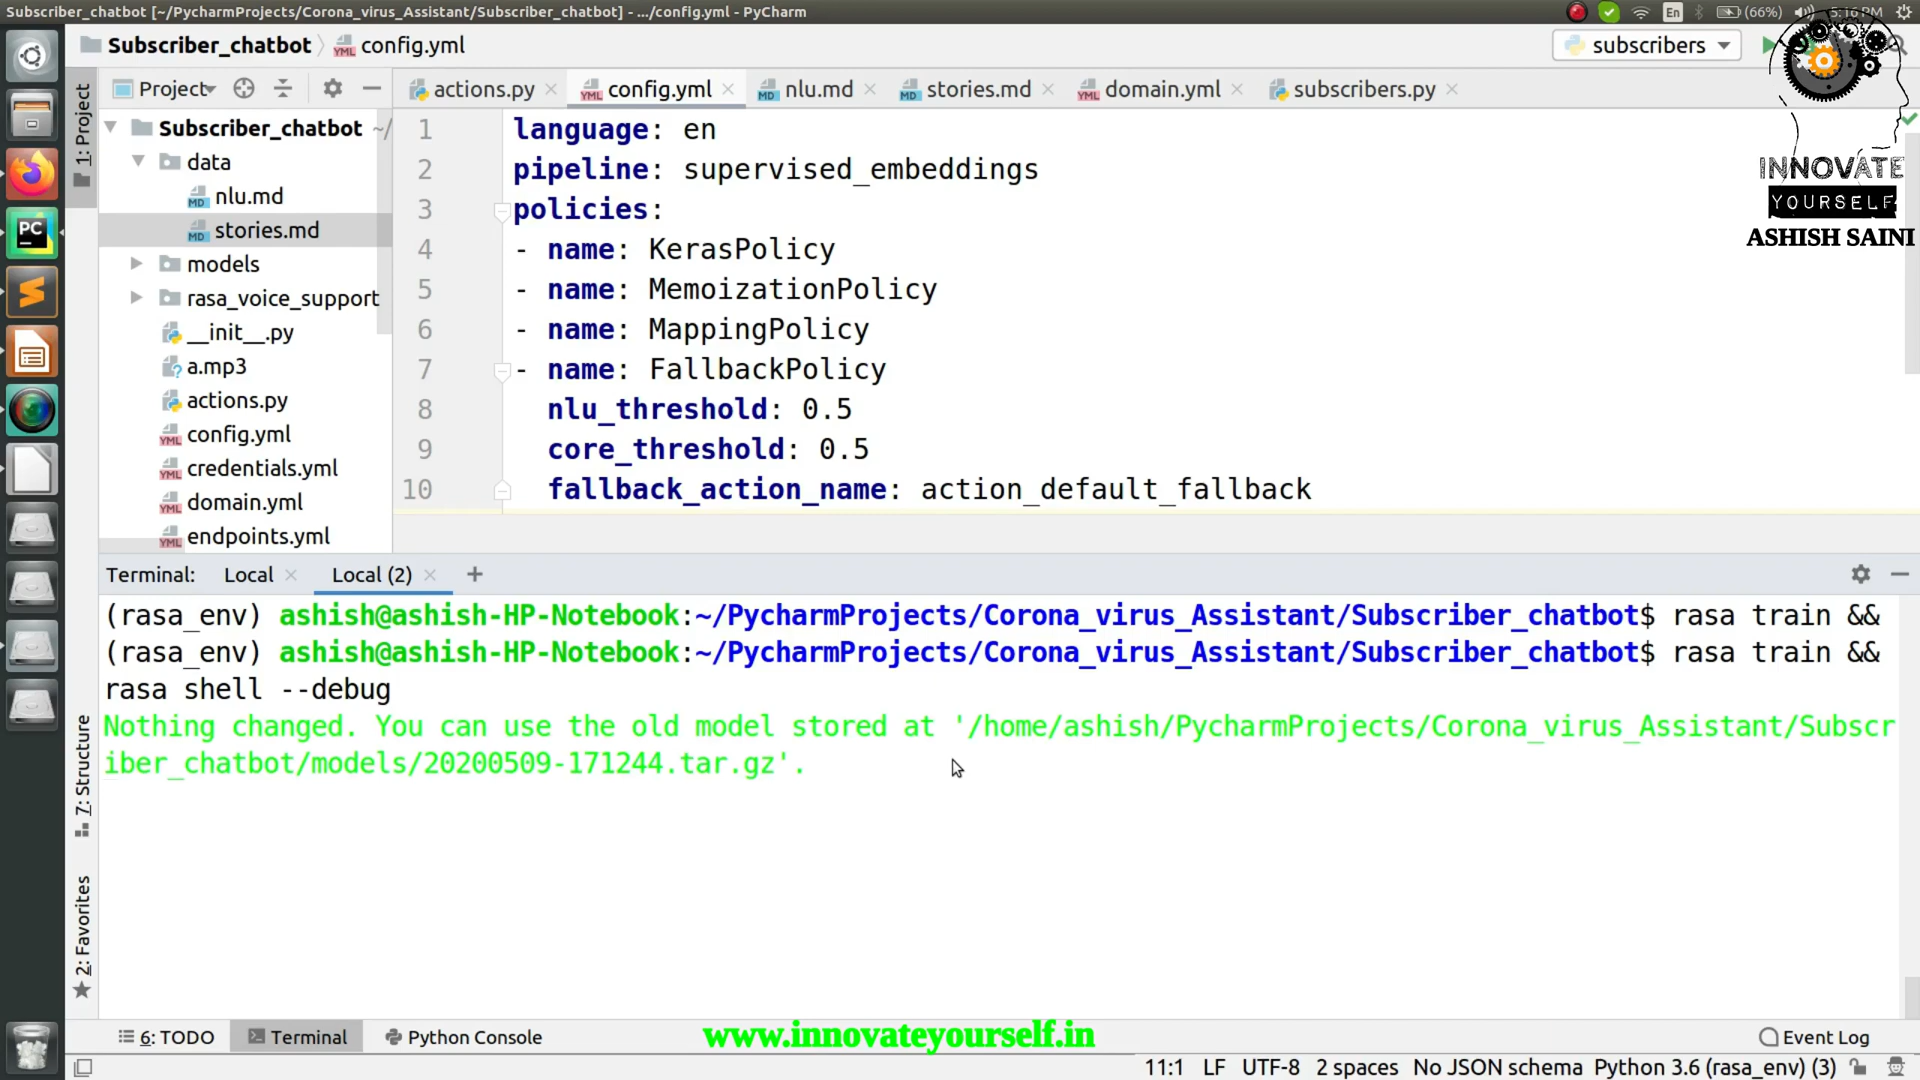 Subscriber_chatbot [~/PycharmProjects/Corona_virus_Assistant/Subscriber_chatbot] - .../config.yml - PyCharm
En
(66%)
5:16 PM
Subscriber_chatbot
config.yml
subscribers
Project
actions.py
config.yml
nlu.md
stories.md
domain.yml
subscribers.py
1: Project
Subscriber_chatbot ~/
data
nlu.md
stories.md
models
rasa_voice_support
__init__.py
a.mp3
actions.py
config.yml
credentials.yml
domain.yml
endpoints.yml
1 language: en
2 pipeline: supervised_embeddings
3 policies:
4 - name: KerasPolicy
5 - name: MemoizationPolicy
6 - name: MappingPolicy
7 - name: FallbackPolicy
8 nlu_threshold: 0.5
9 core_threshold: 0.5
10 fallback_action_name: action_default_fallback
INNOVATE
YOURSELF
ASHISH SAINI
Terminal: Local Local (2) +
(rasa_env) ashish@ashish-HP-Notebook:~/PycharmProjects/Corona_virus_Assistant/Subscriber_chatbot$ rasa train &&
(rasa_env) ashish@ashish-HP-Notebook:~/PycharmProjects/Corona_virus_Assistant/Subscriber_chatbot$ rasa train &&
rasa shell --debug
Nothing changed. You can use the old model stored at '/home/ashish/PycharmProjects/Corona_virus_Assistant/Subscr
iber_chatbot/models/20200509-171244.tar.gz'.
7: Structure
2: Favorites
6: TODO
Terminal
Python Console
www.innovateyourself.in
Event Log
11:1 LF UTF-8 2 spaces No JSON schema Python 3.6 (rasa_env) (3)